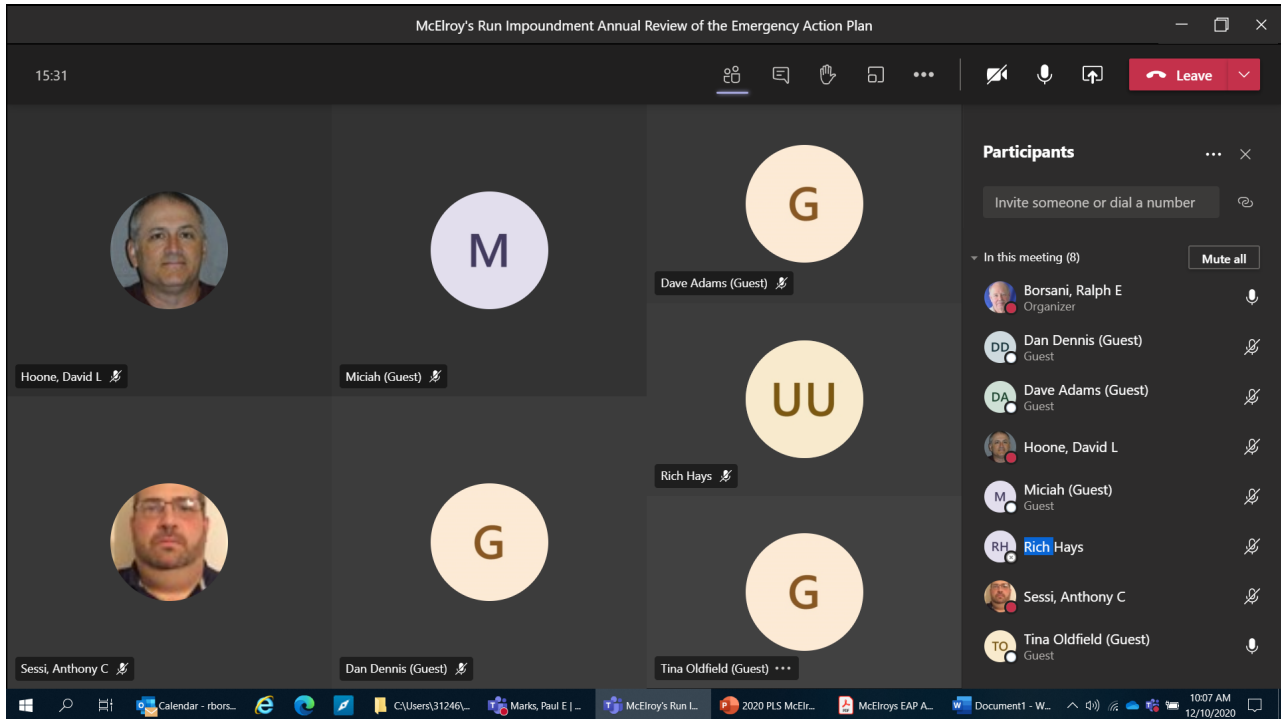 McElroy's Run Impoundment Annual Review of the Emergency Action Plan
15:31
Leave
Hoone, David L
M
Miciah (Guest)
G
Dave Adams (Guest)
UU
Rich Hays
Sessi, Anthony C
G
Dan Dennis (Guest)
G
Tina Oldfield (Guest)
Participants
Invite someone or dial a number
In this meeting (8)
Mute all
Borsani, Ralph E
Organizer
DD
Dan Dennis (Guest)
Guest
DA
Dave Adams (Guest)
Guest
Hoone, David L
M
Miciah (Guest)
Guest
RH
Rich Hays
Sessi, Anthony C
TO
Tina Oldfield (Guest)
Guest
Calendar - rbors...
C:\Users\31246\_...
Marks, Paul E | ...
McElroy's Run I...
2020 PLS McElr...
McElroys EAP A...
Document1 - W...
10:07 AM
12/10/2020